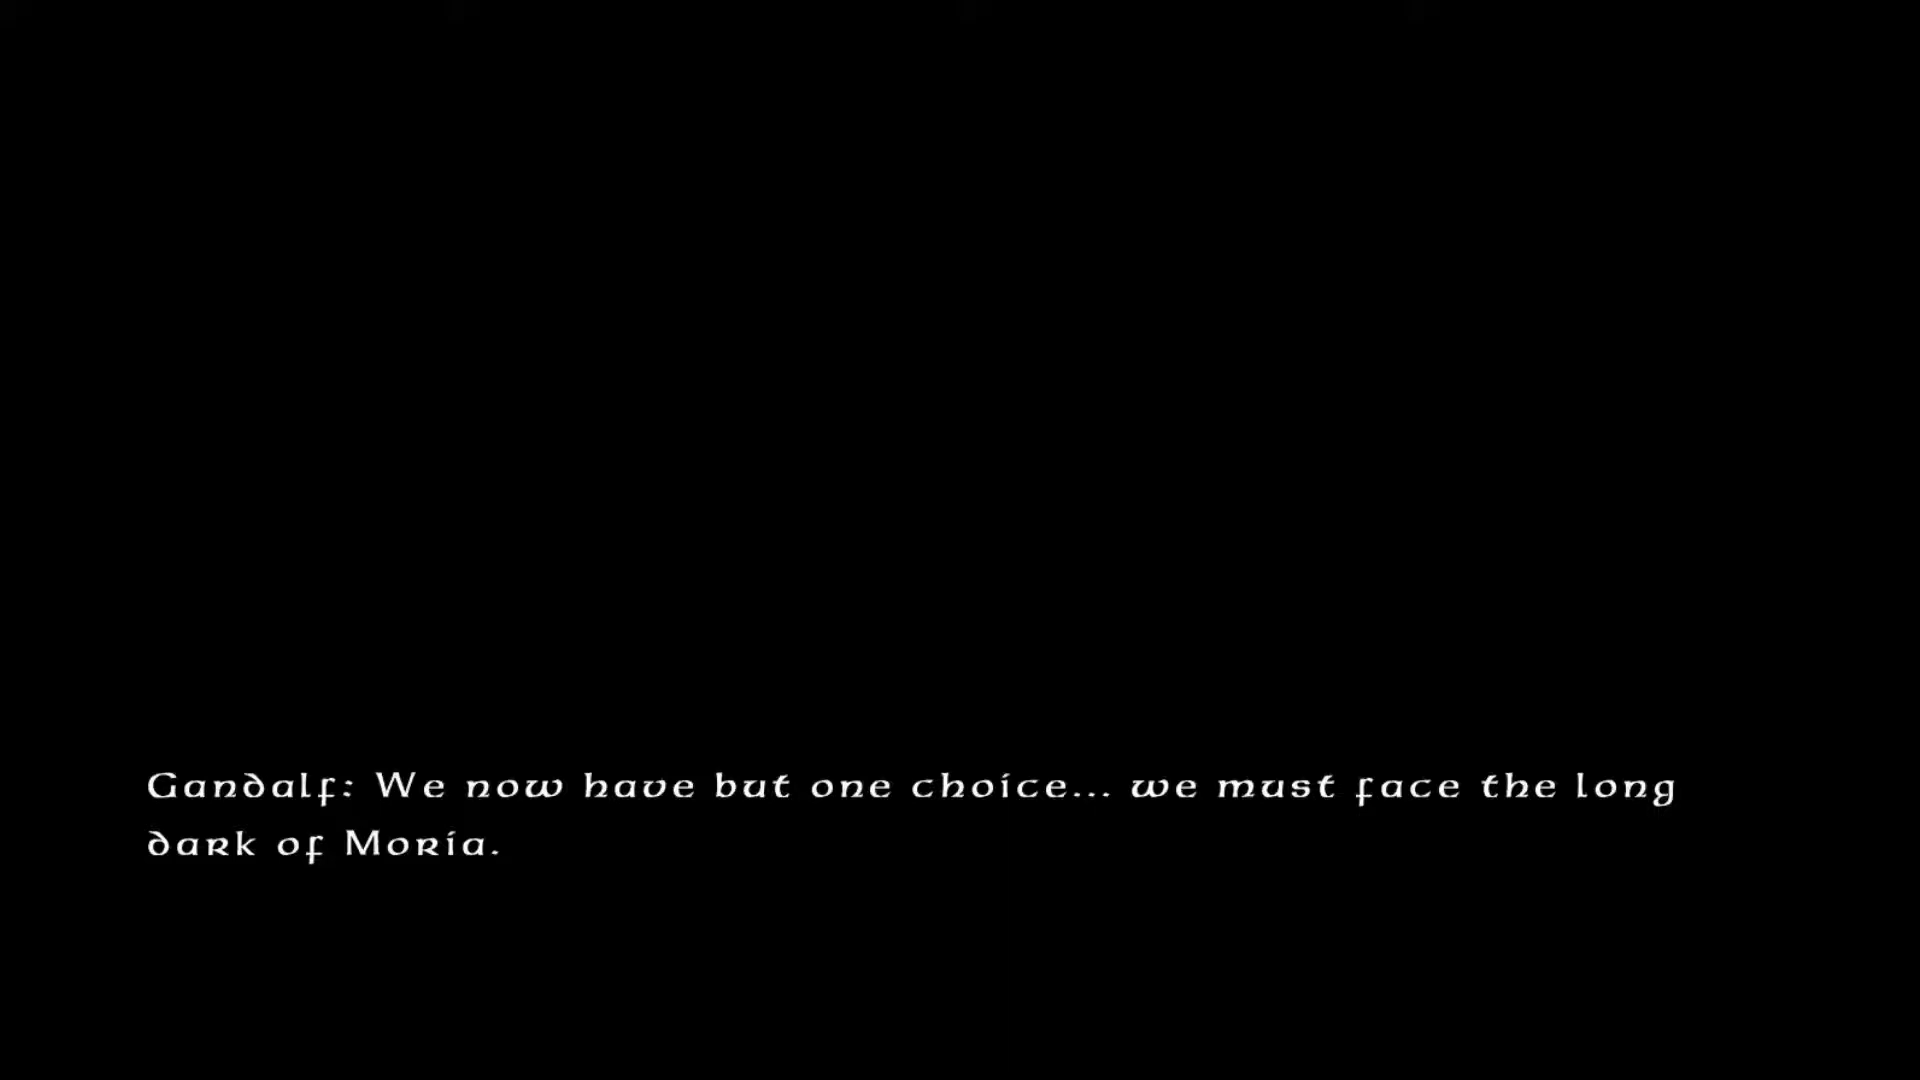 Gandalf: We now have but one choice... we must face the long
dark of Moria.